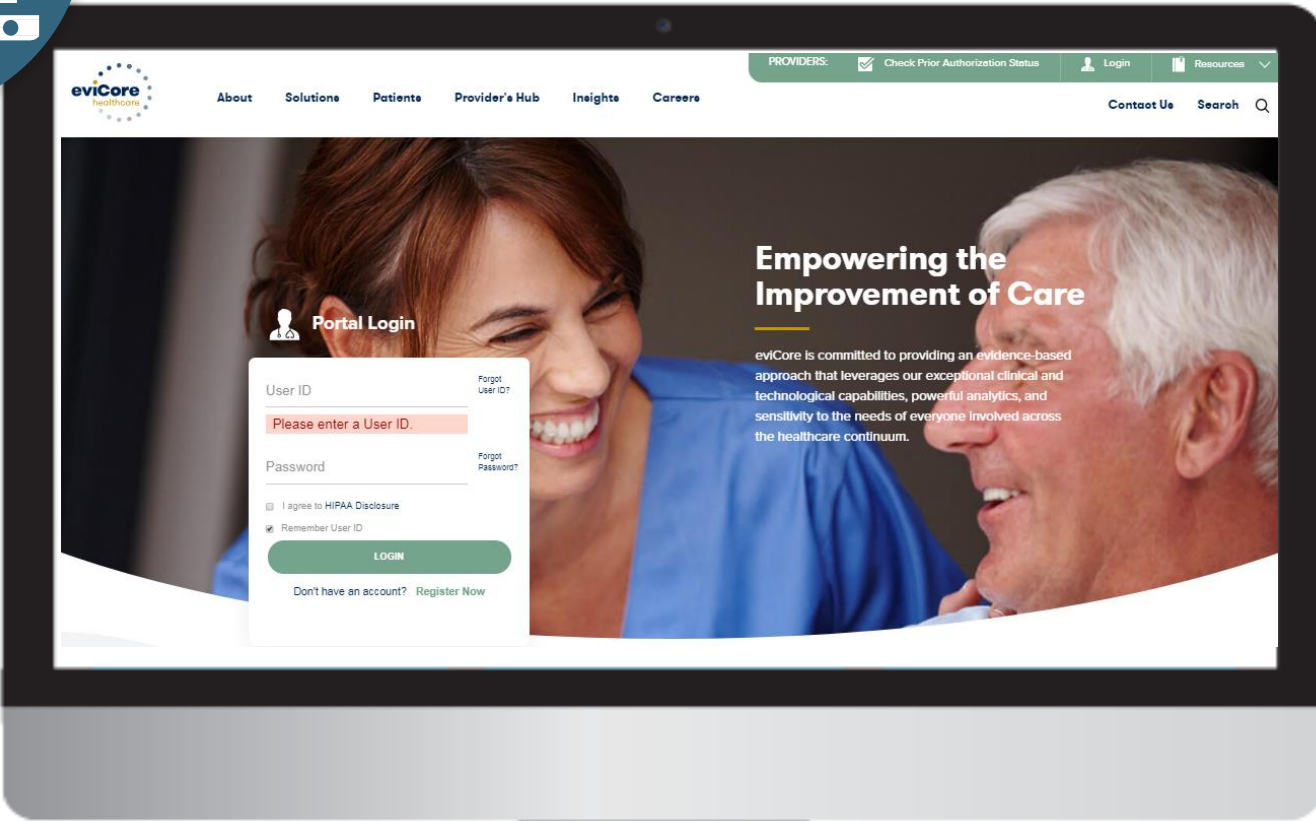 PROVIDERS: Check Prior Authorization Status Login Resources
eviCore
healthcare
About Solutions Patients Provider's Hub Insights Careers
Contact Us Search
Portal Login
User ID
Forgot
User ID?
Please enter a User ID.
Password
Forgot
Password?
I agree to HIPAA Disclosure
Remember User ID
LOGIN
Don't have an account? Register Now
Empowering the
Improvement of Care
eviCore is committed to providing an evidence-based
approach that leverages our exceptional clinical and
technological capabilities, powerful analytics, and
sensitivity to the needs of everyone involved across
the healthcare continuum.